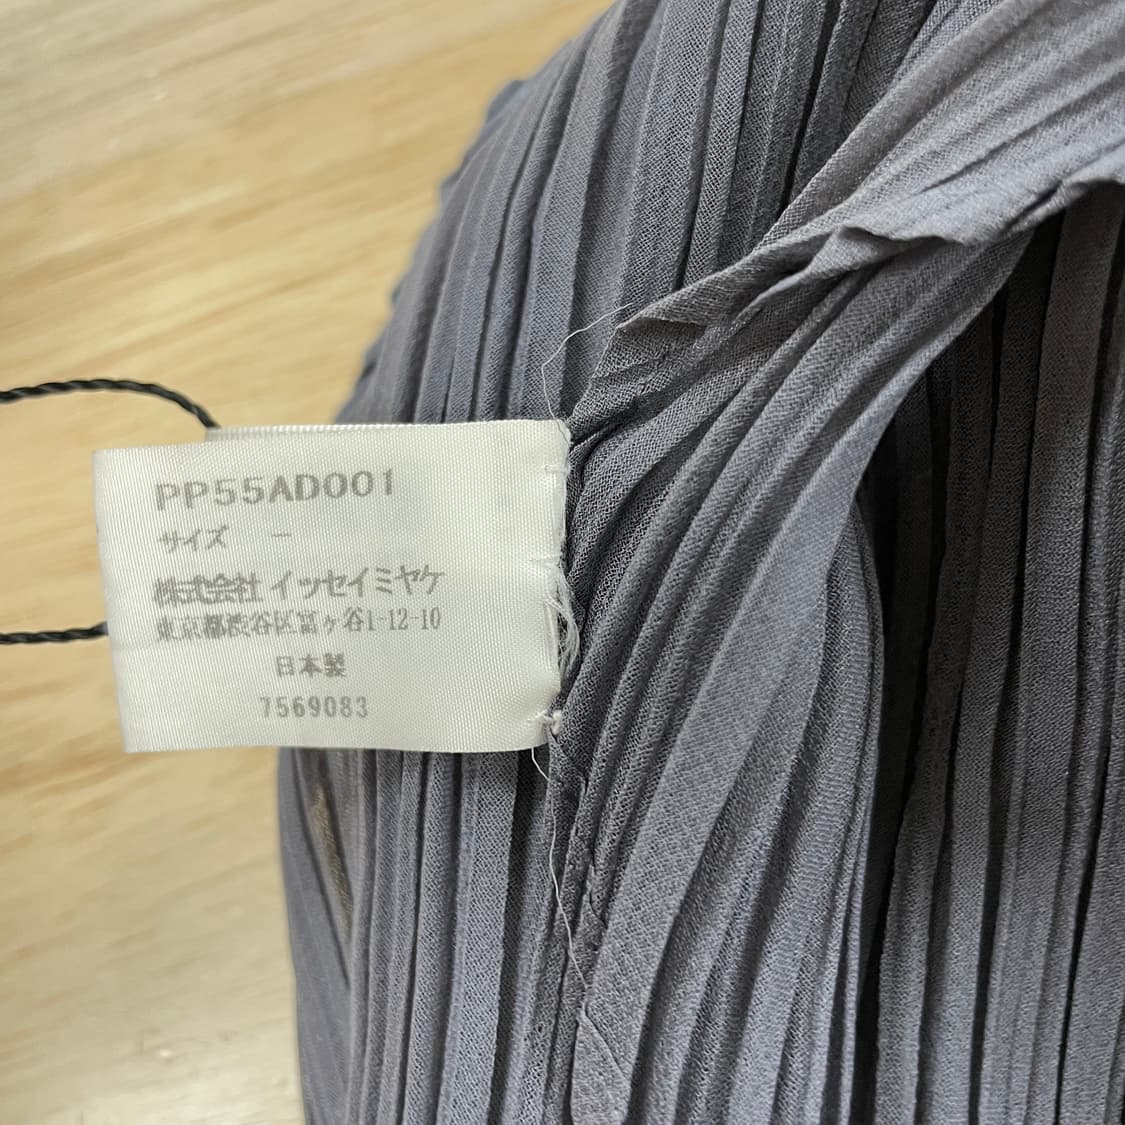 PP55AD001
サイズ －
株式会社 イッセイミヤケ
東京都渋谷区富ヶ谷1-12-10
日本製
7569083